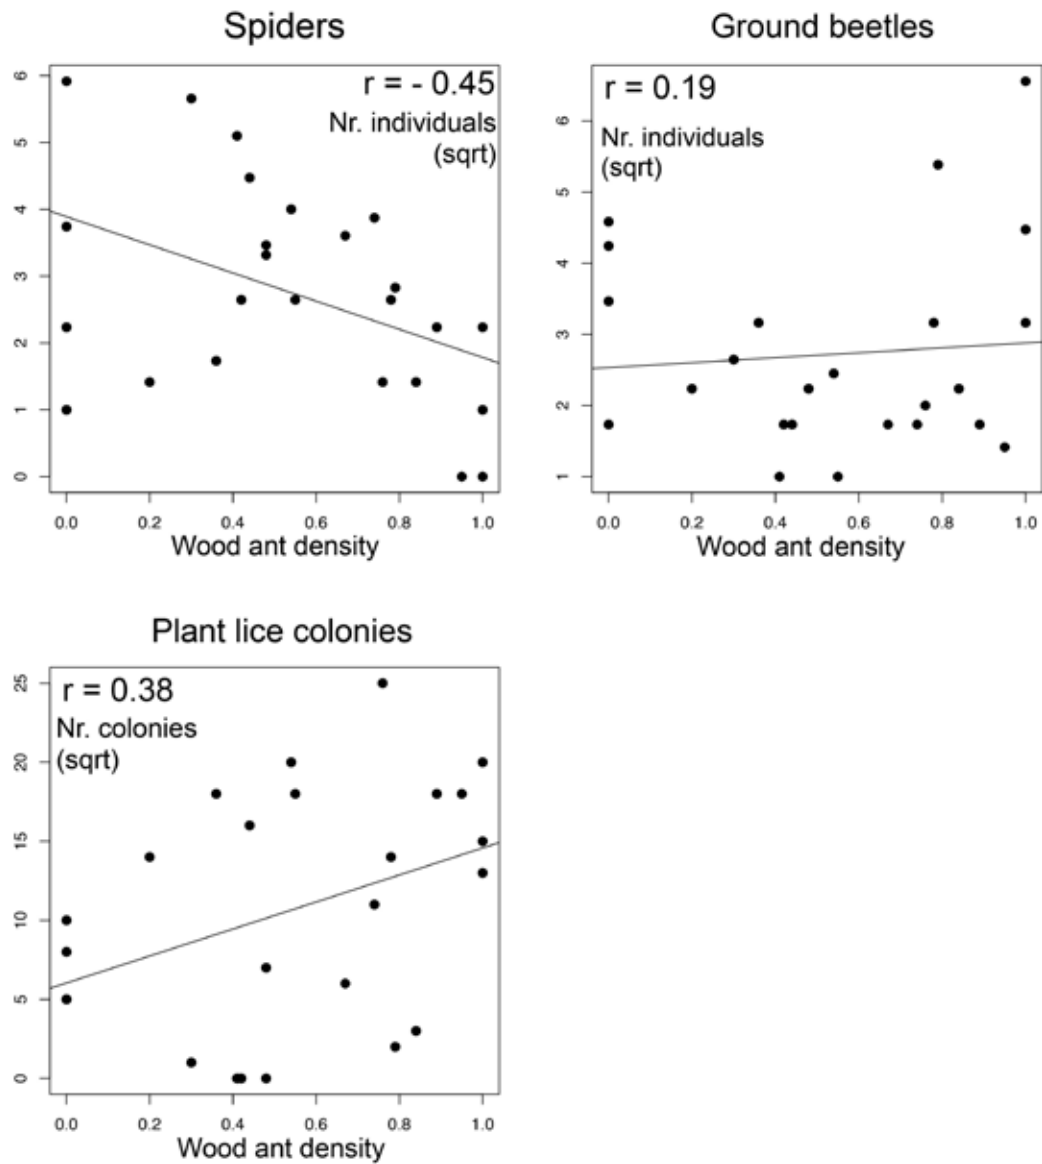 Spiders
r = - 0.45
Nr. individuals
(sqrt)
6
5
4
3
2
1
0
0.0 0.2 0.4 0.6 0.8 1.0
Wood ant density
Ground beetles
r = 0.19
Nr. individuals
(sqrt)
6
5
4
3
2
1
0.0 0.2 0.4 0.6 0.8 1.0
Wood ant density
Plant lice colonies
r = 0.38
Nr. colonies
(sqrt)
25
20
15
10
5
0
0.0 0.2 0.4 0.6 0.8 1.0
Wood ant density